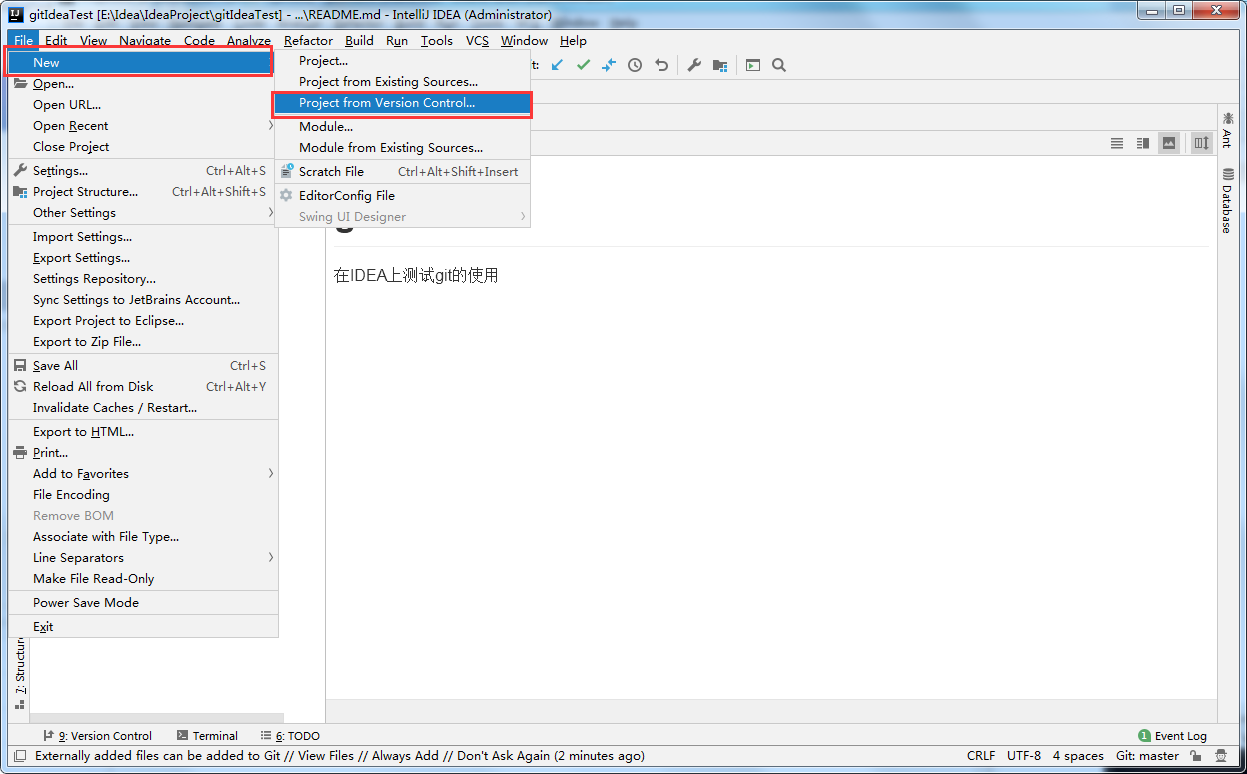 gitIdeaTest [E:\Idea\IdeaProject\gitIdeaTest] - ...\README.md - IntelliJ IDEA (Administrator)
File Edit View Navigate Code Analyze Refactor Build Run Tools VCS Window Help
New
Open...
Open URL...
Open Recent
Close Project
Settings... Ctrl+Alt+S
Project Structure... Ctrl+Alt+Shift+S
Other Settings
Import Settings...
Export Settings...
Settings Repository...
Sync Settings to JetBrains Account...
Export Project to Eclipse...
Export to Zip File...
Save All Ctrl+S
Reload All from Disk Ctrl+Alt+Y
Invalidate Caches / Restart...
Export to HTML...
Print...
Add to Favorites
File Encoding
Remove BOM
Associate with File Type...
Line Separators
Make File Read-Only
Power Save Mode
Exit
Project...
Project from Existing Sources...
Project from Version Control...
Module...
Module from Existing Sources...
Scratch File Ctrl+Alt+Shift+Insert
EditorConfig File
Swing UI Designer
在IDEA上测试git的使用
Ant
Database
7: Structure
9: Version Control Terminal 6: TODO 1 Event Log
Externally added files can be added to Git // View Files // Always Add // Don't Ask Again (2 minutes ago) CRLF UTF-8 4 spaces Git: master